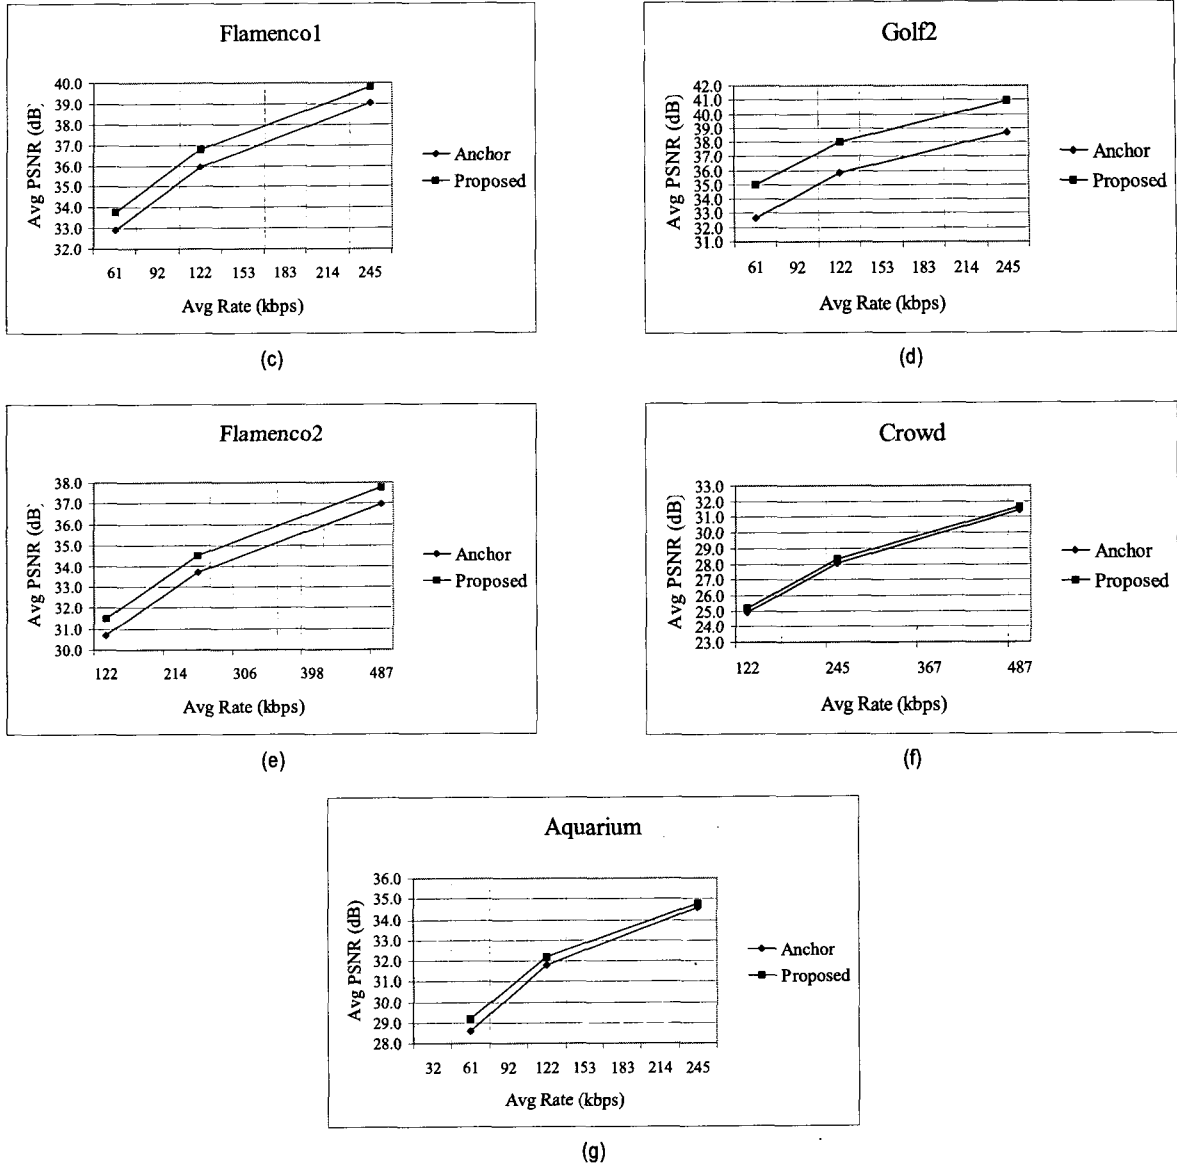 Flamenco1
40.0
39.0
38.0
37.0
36.0
35.0
34.0
33.0
32.0
Avg PSNR (dB)
61 92 122 153 183 214 245
Avg Rate (kbps)
Anchor
Proposed
(c)
Golf2
42.0
41.0
40.0
39.0
38.0
37.0
36.0
35.0
34.0
33.0
32.0
31.0
Avg PSNR (dB)
61 92 122 153 183 214 245
Avg Rate (kbps)
Anchor
Proposed
(d)
Flamenco2
38.0
37.0
36.0
35.0
34.0
33.0
32.0
31.0
30.0
Avg PSNR (dB)
122 214 306 398 487
Avg Rate (kbps)
Anchor
Proposed
(e)
Crowd
33.0
32.0
31.0
30.0
29.0
28.0
27.0
26.0
25.0
24.0
23.0
Avg PSNR (dB)
122 245 367 487
Avg Rate (kbps)
Anchor
Proposed
(f)
Aquarium
36.0
35.0
34.0
33.0
32.0
31.0
30.0
29.0
28.0
Avg PSNR (dB)
32 61 92 122 153 183 214 245
Avg Rate (kbps)
Anchor
Proposed
(g)